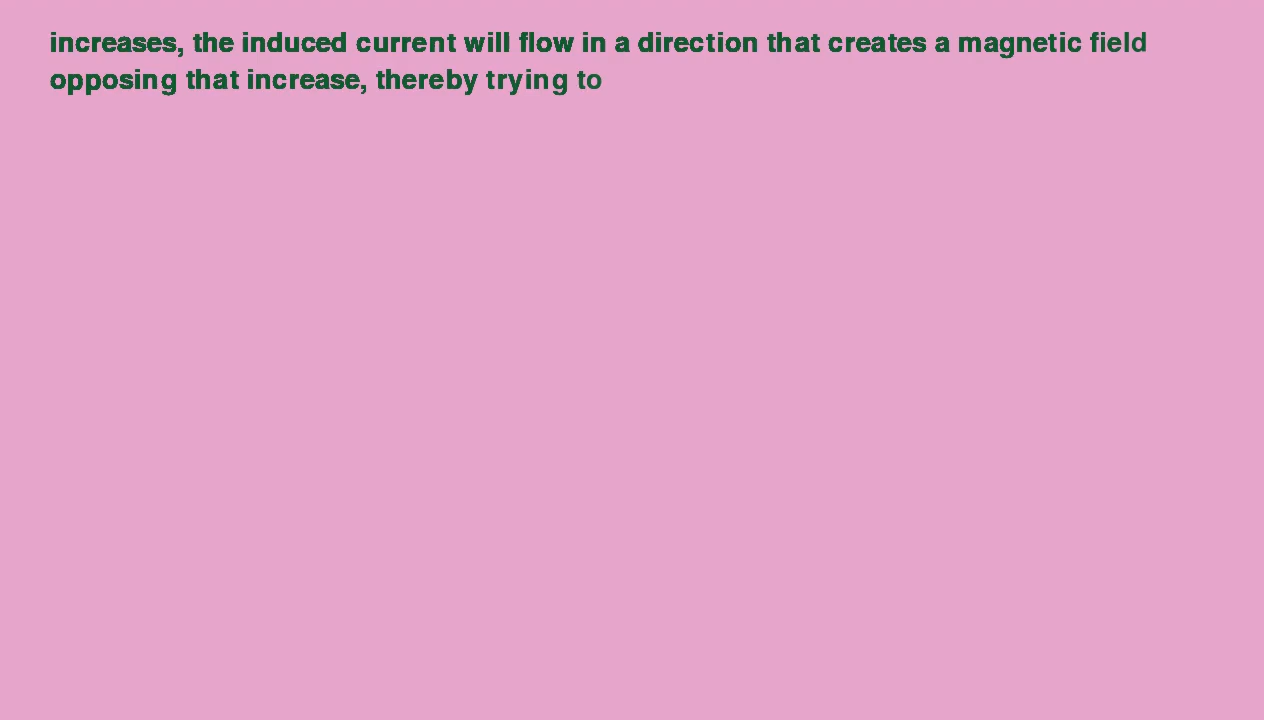 increases, the induced current will flow in a direction that creates a magnetic field
opposing that increase, thereby trying to